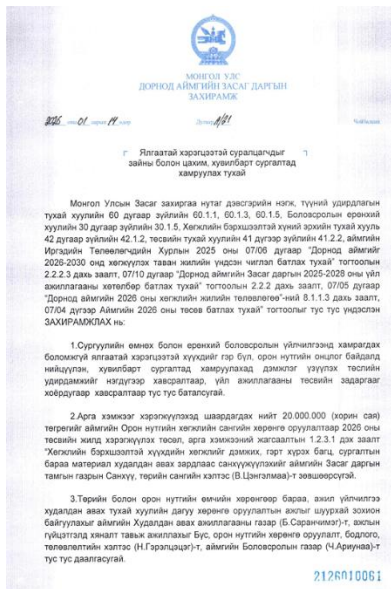 МОНГОЛ УЛС
ДОРНОД АЙМГИЙН ЗАСАГ ДАРГЫН
ЗАХИРАМЖ
2026 оны 01 сарын 14 өдөр Дугаар А/21 Чойбалсан
Ялгаатай хэрэгцээтэй суралцагчдыг
зайны болон цахим, хувилбарт сургалтад
хамруулах тухай
Монгол Улсын Засаг захиргаа нутаг дэвсгэрийн нэгж, түүний удирдлагын
тухай хуулийн 60 дугаар зүйлийн 60.1.1, 60.1.3, 60.1.5, Боловсролын ерөнхий
хуулийн 30 дугаар зүйлийн 30.1.5, Хөгжлийн бэрхшээлтэй хүний эрхийн тухай хууль
42 дугаар зүйлийн 42.1.2, төсвийн тухай хуулийн 41 дүгээр зүйлийн 41.2.2, аймгийн
Иргэдийн Төлөөлөгчдийн Хурлын 2025 оны 07/06 дугаар “Дорнод аймгийг
2026-2030 онд хөгжүүлэх таван жилийн үндсэн чиглэл батлах тухай” тогтоолын
2.2.2.3 дахь заалт, 07/10 дугаар “Дорнод аймгийн Засаг даргын 2025-2028 оны үйл
ажиллагааны хөтөлбөр батлах тухай” тогтоолын 2.2.2 дахь заалт, 07/05 дугаар
“Дорнод аймгийн 2026 оны хөгжлийн жилийн төлөвлөгөө”-ний 8.1.1.3 дахь заалт,
07/04 дүгээр Аймгийн 2026 оны төсөв батлах тухай” тогтоолыг тус тус үндэслэн
ЗАХИРАМЖЛАХ нь:
1.Сургуулийн өмнөх болон ерөнхий боловсролын үйлчилгээнд хамрагдах
боломжгүй ялгаатай хэрэгцээтэй хүүхдийг гэр бүл, орон нутгийн онцлог байдалд
нийцүүлэн, хувилбарт сургалтад хамруулахад дэмжлэг үзүүлэх төслийн
удирдамжийг нэгдүгээр хавсралтаар, үйл ажиллагааны төсвийн задаргааг
хоёрдугаар хавсралтаар тус тус баталсугай.
2.Арга хэмжээг хэрэгжүүлэхэд шаардагдах нийт 20.000.000 (хорин сая)
төгрөгийг аймгийн Орон нутгийн хөгжлийн сангийн хөрөнгө оруулалтаар 2026 оны
төсвийн жилд хэрэгжүүлэх төсөл, арга хэмжээний жагсаалтын 1.2.3.1 дэх заалт
“Хөгжлийн бэрхшээлтэй хүүхдийн хөгжлийг дэмжих, гэрт хүрэх багц, сургалтын
бараа материал худалдан авах зардлаас санхүүжүүлэхийг аймгийн Засаг даргын
тамгын газрын Санхүү, төрийн сангийн хэлтэс (В.Цэнгэлмаа)-т зөвшөөрсүгэй.
3.Төрийн болон орон нутгийн өмчийн хөрөнгөөр бараа, ажил үйлчилгээ
худалдан авах тухай хуулийн дагуу хөрөнгө оруулалтын ажлыг шуурхай зохион
байгуулахыг аймгийн Худалдан авах ажиллагааны газар (Б.Саранчимэг)-т, ажлын
гүйцэтгэлд хяналт тавьж ажиллахыг Бүс, орон нутгийн хөрөнгө оруулалт, бодлого,
төлөвлөлтийн хэлтэс (Н.Гэрэлцэцэг)-т, аймгийн Боловсролын газар (Ч.Ариунаа)-т
тус тус даалгасугай.
2126010061